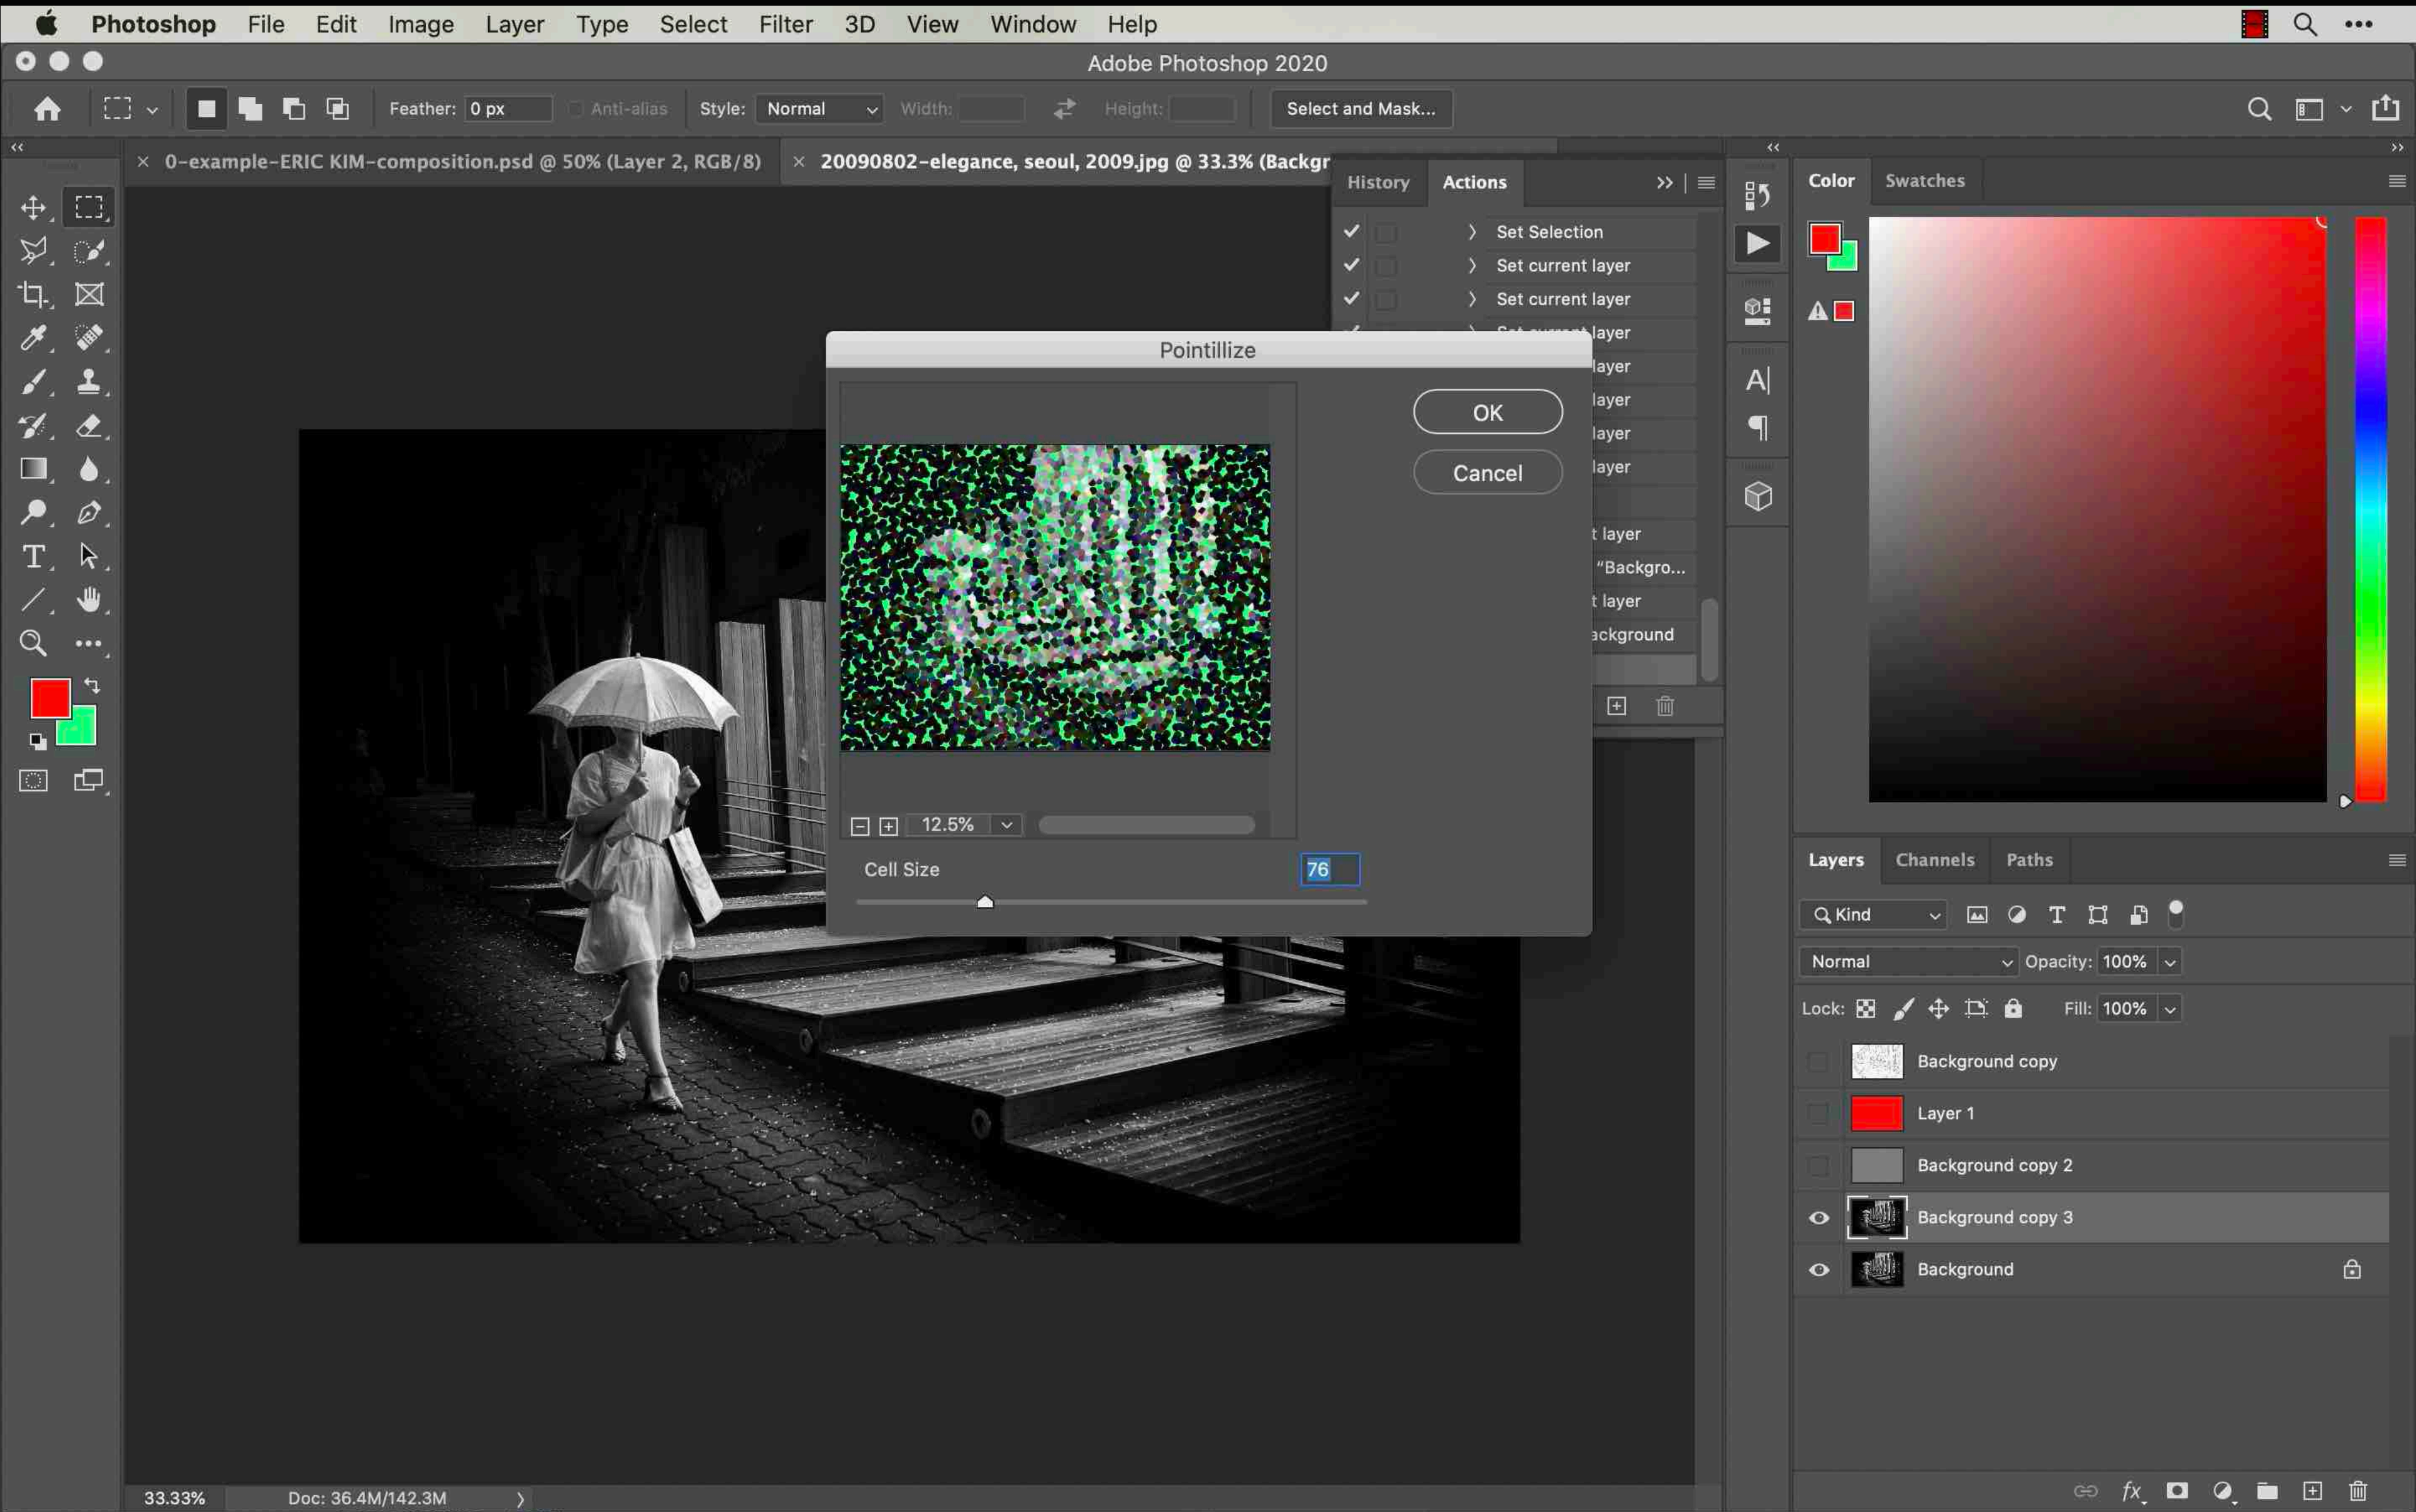 Photoshop File Edit Image Layer Type Select Filter 3D View Window Help
Adobe Photoshop 2020
Feather: 0 px Anti-alias Style: Normal Width: Height: Select and Mask...
0-example-ERIC KIM-composition.psd @ 50% (Layer 2, RGB/8) 20090802-elegance, seoul, 2009.jpg @ 33.3% (Backgr
History Actions
Set Selection
Set current layer
Set current layer
Set current layer
layer
layer
layer
layer
t layer
"Backgro...
t layer
ackground
Pointillize
OK
Cancel
12.5%
Cell Size 76
Color Swatches
Layers Channels Paths
Kind
Normal Opacity: 100%
Lock: Fill: 100%
Background copy
Layer 1
Background copy 2
Background copy 3
Background
33.33% Doc: 36.4M/142.3M